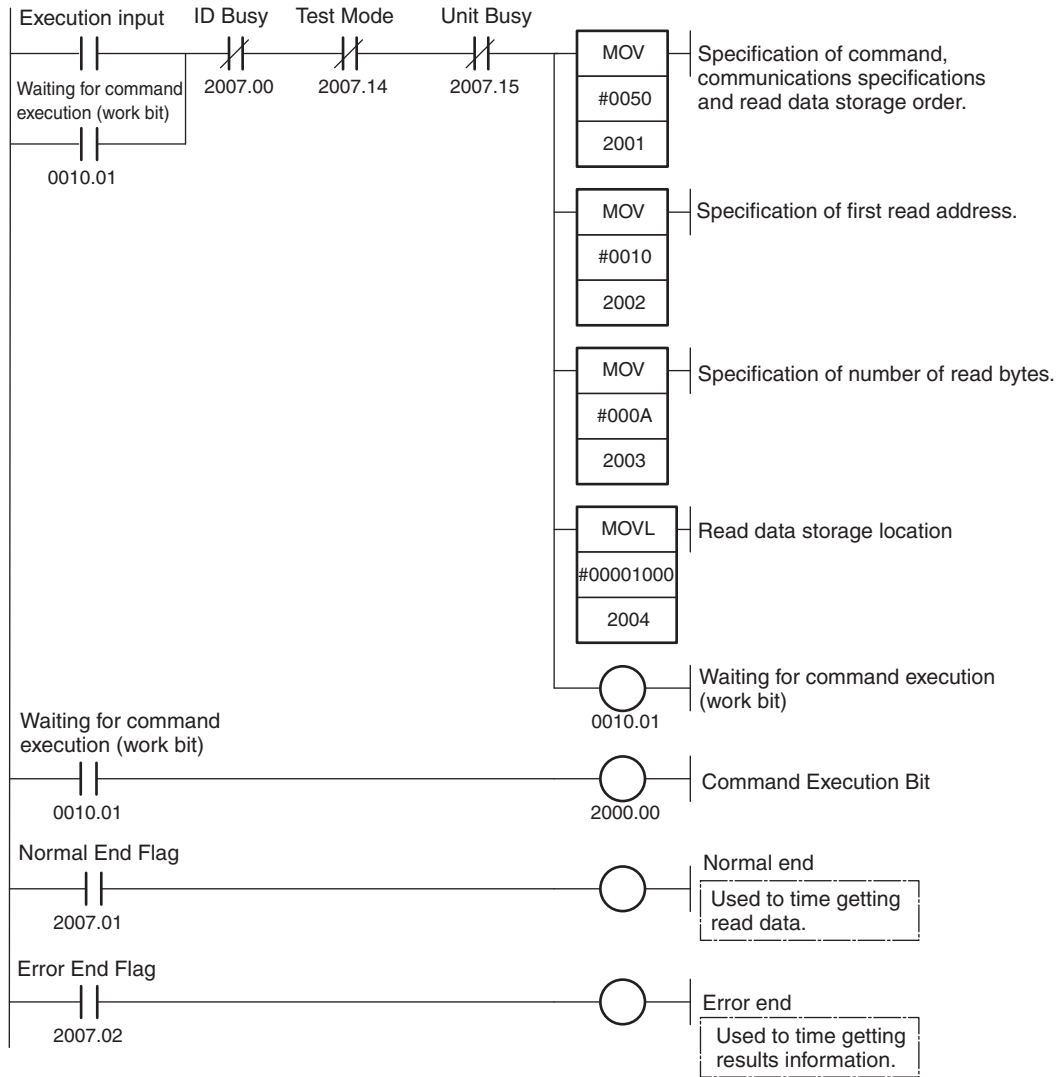 Execution input
ID Busy
Test Mode
Unit Busy
2007.00
2007.14
2007.15
Waiting for command
execution (work bit)
0010.01
MOV
#0050
2001
Specification of command,
communications specifications
and read data storage order.
MOV
#0010
2002
Specification of first read address.
MOV
#000A
2003
Specification of number of read bytes.
MOVL
#00001000
2004
Read data storage location
0010.01
Waiting for command execution
(work bit)
Waiting for command
execution (work bit)
0010.01
2000.00
Command Execution Bit
Normal End Flag
2007.01
Normal end
Used to time getting
read data.
Error End Flag
2007.02
Error end
Used to time getting
results information.